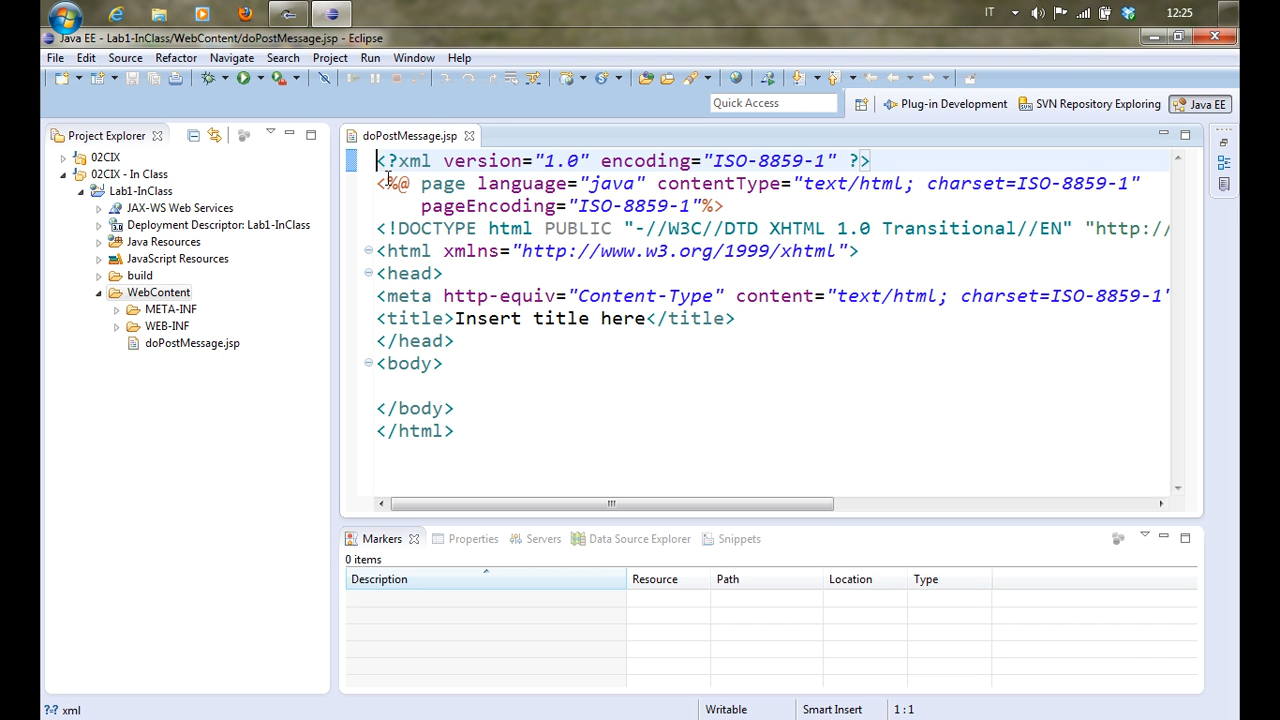 IT
12:25
Java EE - Lab1-InClass/WebContent/doPostMessage.jsp - Eclipse
File Edit Source Refactor Navigate Search Project Run Window Help
Quick Access
Plug-in Development
SVN Repository Exploring
Java EE
Project Explorer
02CIX
02CIX - In Class
Lab1-InClass
JAX-WS Web Services
Deployment Descriptor: Lab1-InClass
Java Resources
JavaScript Resources
build
WebContent
META-INF
WEB-INF
doPostMessage.jsp
doPostMessage.jsp
<?xml version="1.0" encoding="ISO-8859-1" ?>
<%@ page language="java" contentType="text/html; charset=ISO-8859-1"
pageEncoding="ISO-8859-1"%>
<!DOCTYPE html PUBLIC "-//W3C//DTD XHTML 1.0 Transitional//EN" "http://
<html xmlns="http://www.w3.org/1999/xhtml">
<head>
<meta http-equiv="Content-Type" content="text/html; charset=ISO-8859-1"
<title>Insert title here</title>
</head>
<body>
</body>
</html>
Markers Properties Servers Data Source Explorer Snippets
0 items
Description Resource Path Location Type
xml
Writable
Smart Insert
1 : 1